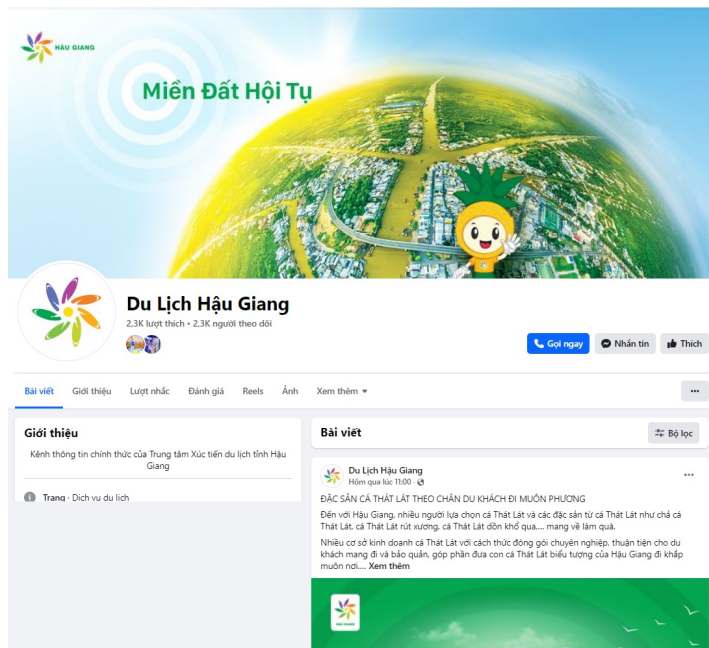 HẬU GIANG
Miền Đất Hội Tụ
Du Lịch Hậu Giang
2,3K lượt thích • 2,3K người theo dõi
Gọi ngay
Nhắn tin
Thích
Bài viết Giới thiệu Lượt nhắc Đánh giá Reels Ảnh Xem thêm
Giới thiệu
Kênh thông tin chính thức của Trung tâm Xúc tiến du lịch tỉnh Hậu
Giang
Trang · Dịch vụ du lịch
Bài viết
Bộ lọc
Du Lịch Hậu Giang
Hôm qua lúc 11:00 ·
ĐẶC SẢN CÁ THÁT LÁT THEO CHÂN DU KHÁCH ĐI MUÔN PHƯƠNG
Đến với Hậu Giang, nhiều người lựa chọn cá Thát Lát và các đặc sản từ cá Thát Lát như chả cá
Thát Lát, cá Thát Lát rút xương, cá Thát Lát dồn khổ qua.... mang về làm quà.
Nhiều cơ sở kinh doanh cá Thát Lát với cách thức đóng gói chuyên nghiệp, thuận tiện cho du
khách mang đi và bảo quản, góp phần đưa con cá Thát Lát biểu tượng của Hậu Giang đi khắp
muôn nơi.... Xem thêm
HẬU GIANG